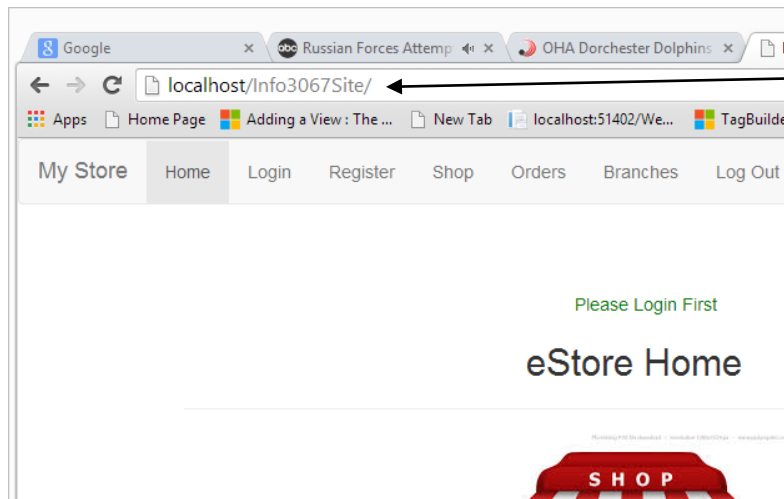 Google
Russian Forces Attemp
OHA Dorchester Dolphins
localhost/Info3067Site/
Apps Home Page Adding a View : The ... New Tab localhost:51402/We... TagBuilde
My Store Home Login Register Shop Orders Branches Log Out
Please Login First
eStore Home
SHOP